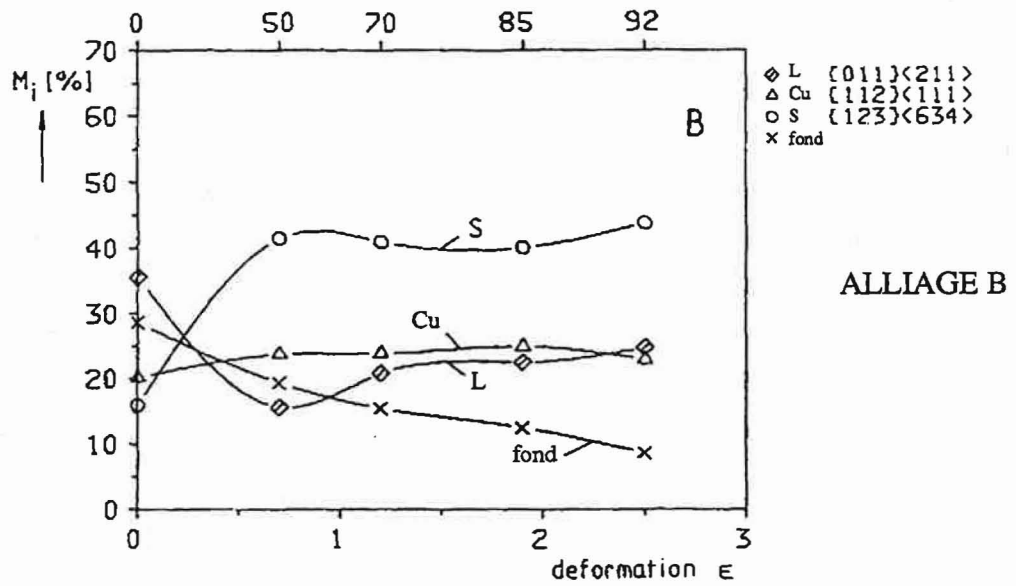 0 50 70 85 92
70
M_i [%]
60
50
40
30
20
10
0
B
S
Cu
L
fond
0 1 2 3
deformation ε
L {011}<211>
Cu {112}<111>
S {123}<634>
fond
ALLIAGE B